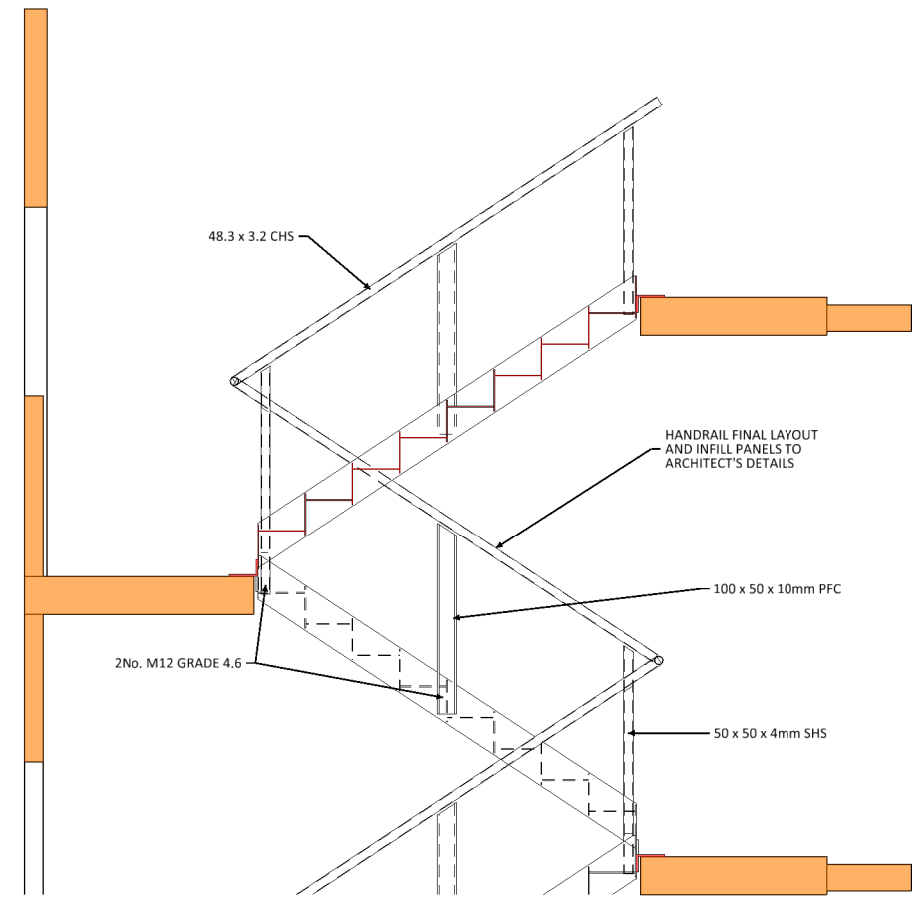 48.3 x 3.2 CHS
HANDRAIL FINAL LAYOUT
AND INFILL PANELS TO
ARCHITECT'S DETAILS
100 x 50 x 10mm PFC
2No. M12 GRADE 4.6
50 x 50 x 4mm SHS